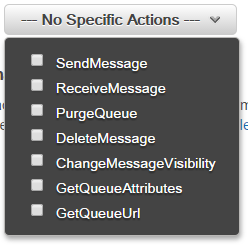 --- No Specific Actions ---
SendMessage
ReceiveMessage
PurgeQueue
DeleteMessage
ChangeMessageVisibility
GetQueueAttributes
GetQueueUrl